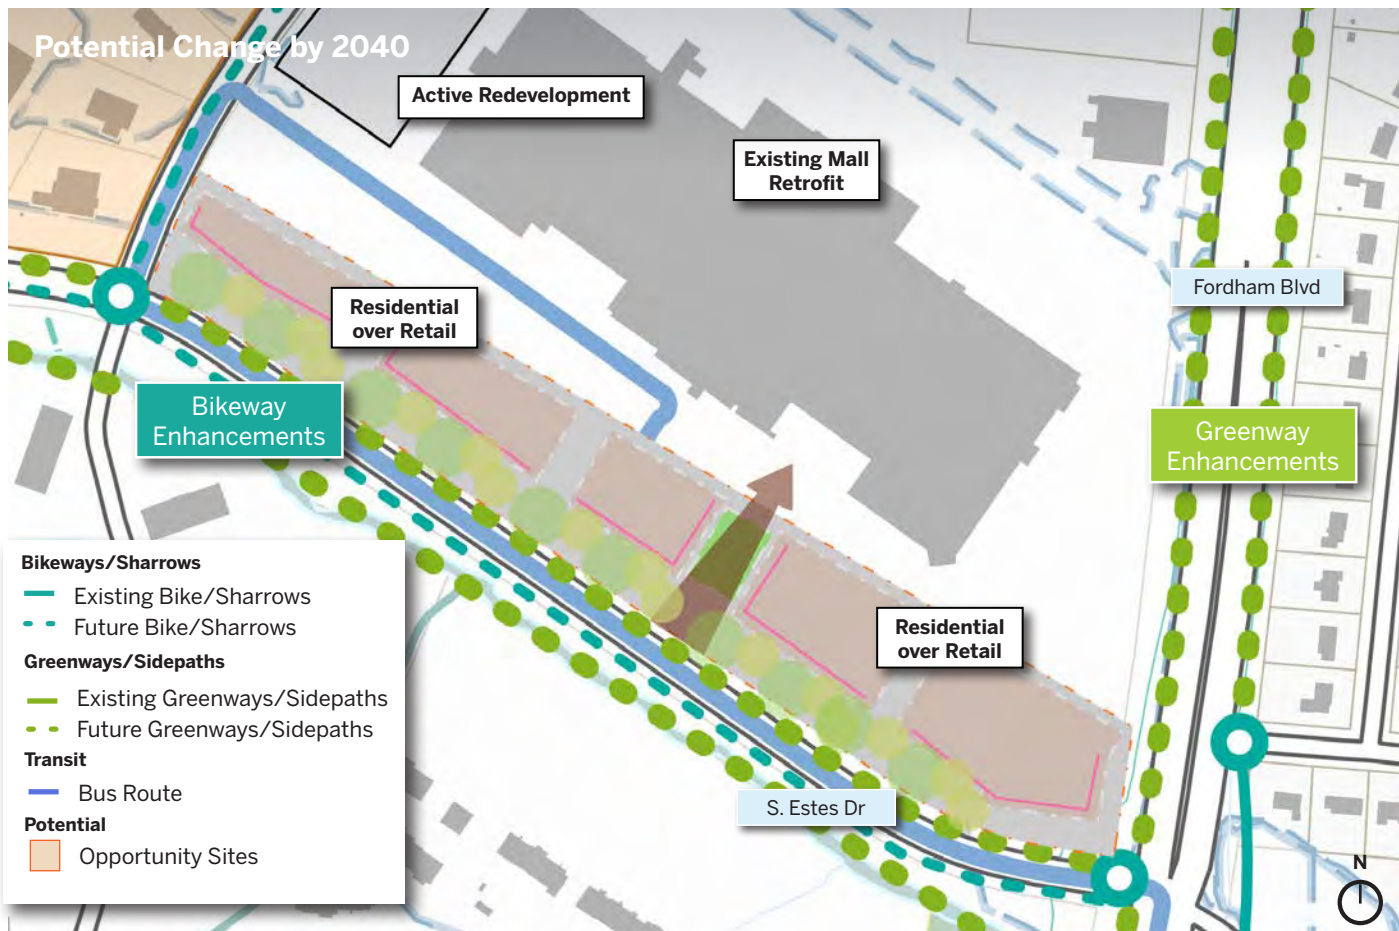 Potential Change by 2040
Active Redevelopment
Existing Mall
Retrofit
Fordham Blvd
Residential
over Retail
Bikeway
Enhancements
Greenway
Enhancements
Bikeways/Sharrows
Existing Bike/Sharrows
Future Bike/Sharrows
Greenways/Sidepaths
Existing Greenways/Sidepaths
Future Greenways/Sidepaths
Transit
Bus Route
Potential
Opportunity Sites
Residential
over Retail
S. Estes Dr
N